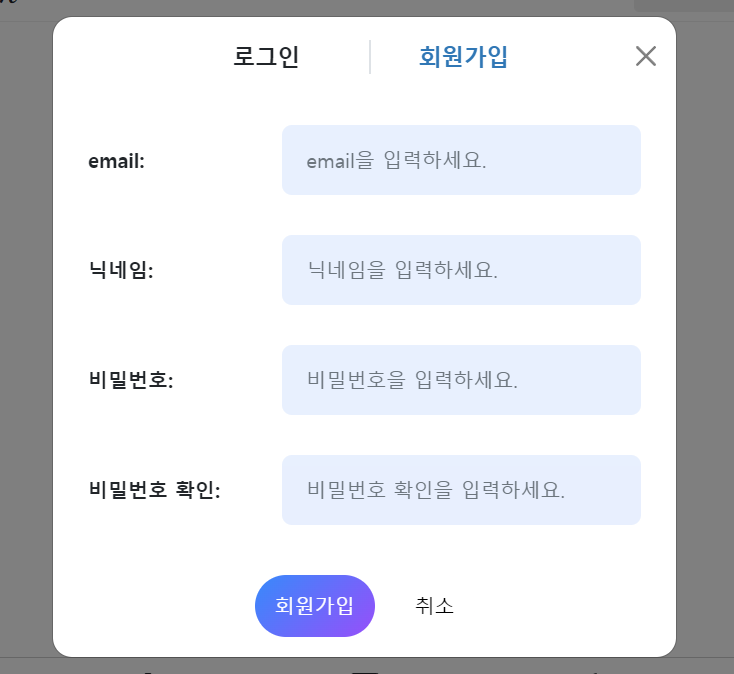 로그인 회원가입
email: email을 입력하세요.
닉네임: 닉네임을 입력하세요.
비밀번호: 비밀번호을 입력하세요.
비밀번호 확인: 비밀번호 확인을 입력하세요.
회원가입 취소